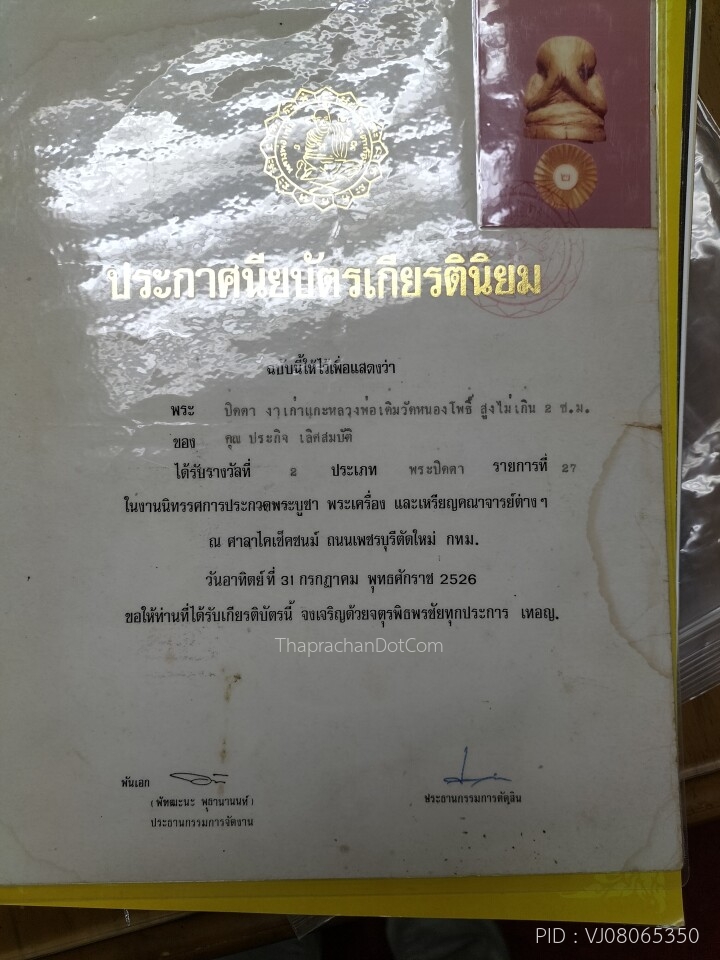 ๒
ประกาศนียบัตรเกียรตินิยม
ฉบับนี้ให้ไว้เพื่อแสดงว่า
พระ ปิดตา งาเก่าแกะหลวงพ่อเดิมวัดหนองโพธิ์ สูงไม่เกิน 2 ซ.ม.
ของ คุณ ประกิจ เลิศสมบัติ
ได้รับรางวัลที่ 2 ประเภท พระปิดตา รายการที่ 27
ในงานนิทรรศการประกวดพระบูชา พระเครื่อง และเหรียญคณาจารย์ต่าง ๆ
ณ ศาลาไคเช็คชนม์ ถนนเพชรบุรีตัดใหม่ กทม.
วันอาทิตย์ที่ 31 กรกฎาคม พุทธศักราช 2526
ขอให้ท่านที่ได้รับเกียรติบัตรนี้ จงเจริญด้วยจตุรพิธพรชัยทุกประการ เทอญ.
ThaprachanDotCom
พันเอก
(พัฒนะ พุธานานนท์)
ประธานกรรมการจัดงาน
ประธานกรรมการตัดสิน
PID : VJ08065350